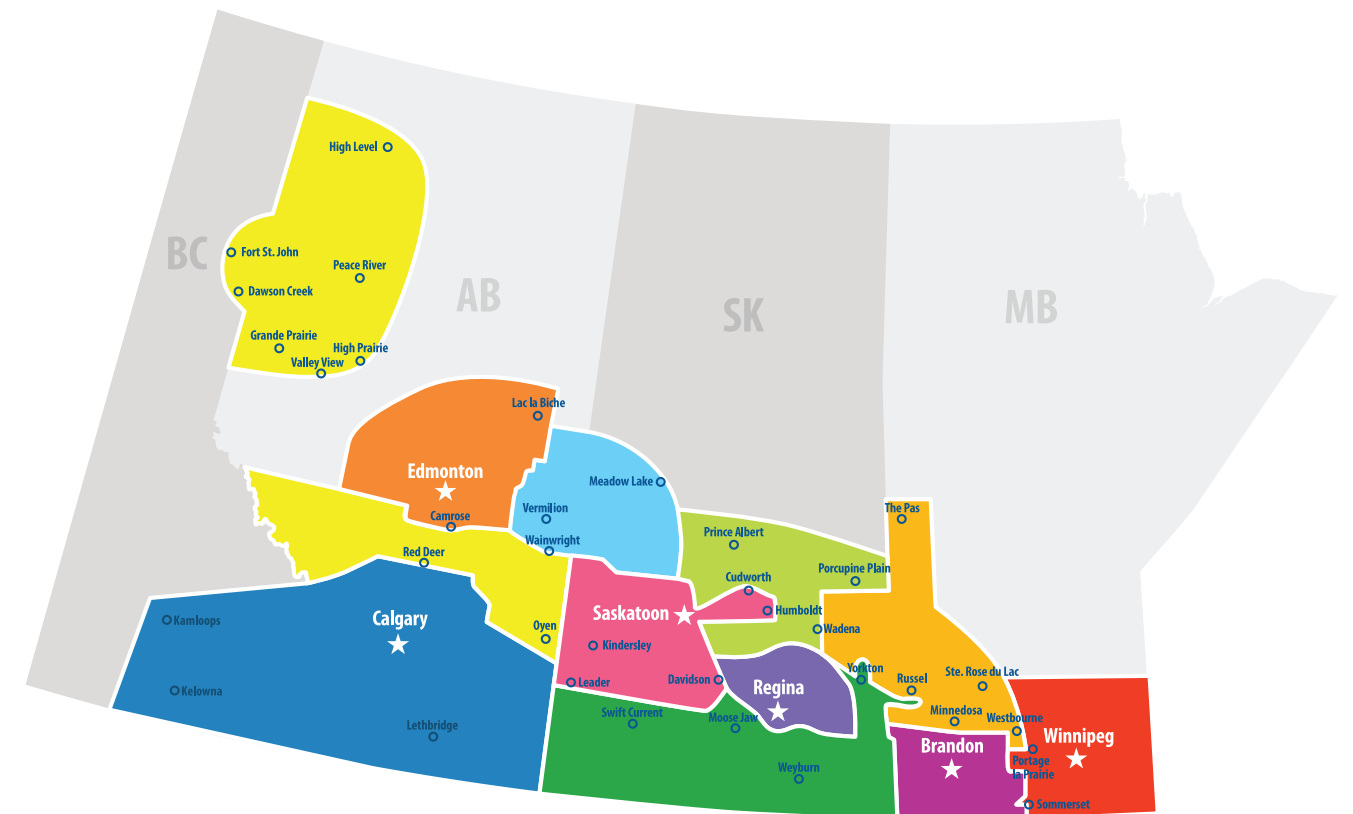 High Level
BC
Fort St. John
Peace River
Dawson Creek
AB
SK
MB
Grande Prairie
High Prairie
Valley View
Lac la Biche
Edmonton
Meadow Lake
Vermilion
The Pas
Camrose
Prince Albert
Wainwright
Red Deer
Porcupine Plain
Cudworth
Saskatoon
Humboldt
Calgary
Kamloops
Oyen
Wadena
Kindersley
Yorkton
Ste. Rose du Lac
Leader
Davidson
Russel
Regina
Kelowna
Swift Current
Moose Jaw
Minnedosa
Westbourne
Lethbridge
Brandon
Winnipeg
Portage
la Prairie
Weyburn
Sommerset